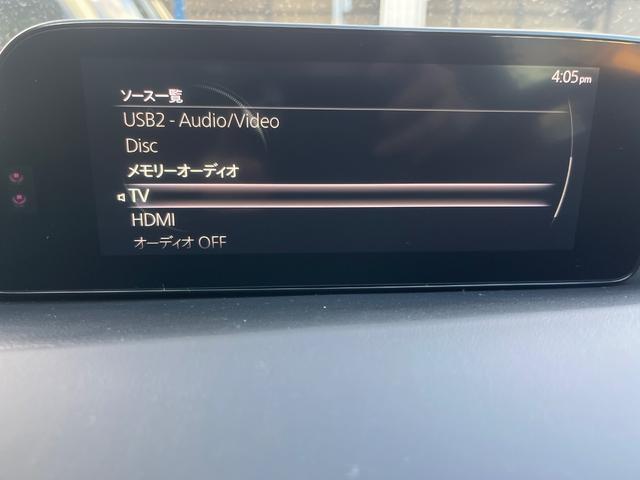 4:05pm
ソース一覧
USB2 - Audio/Video
Disc
メモリーオーディオ
TV
HDMI
オーディオ OFF